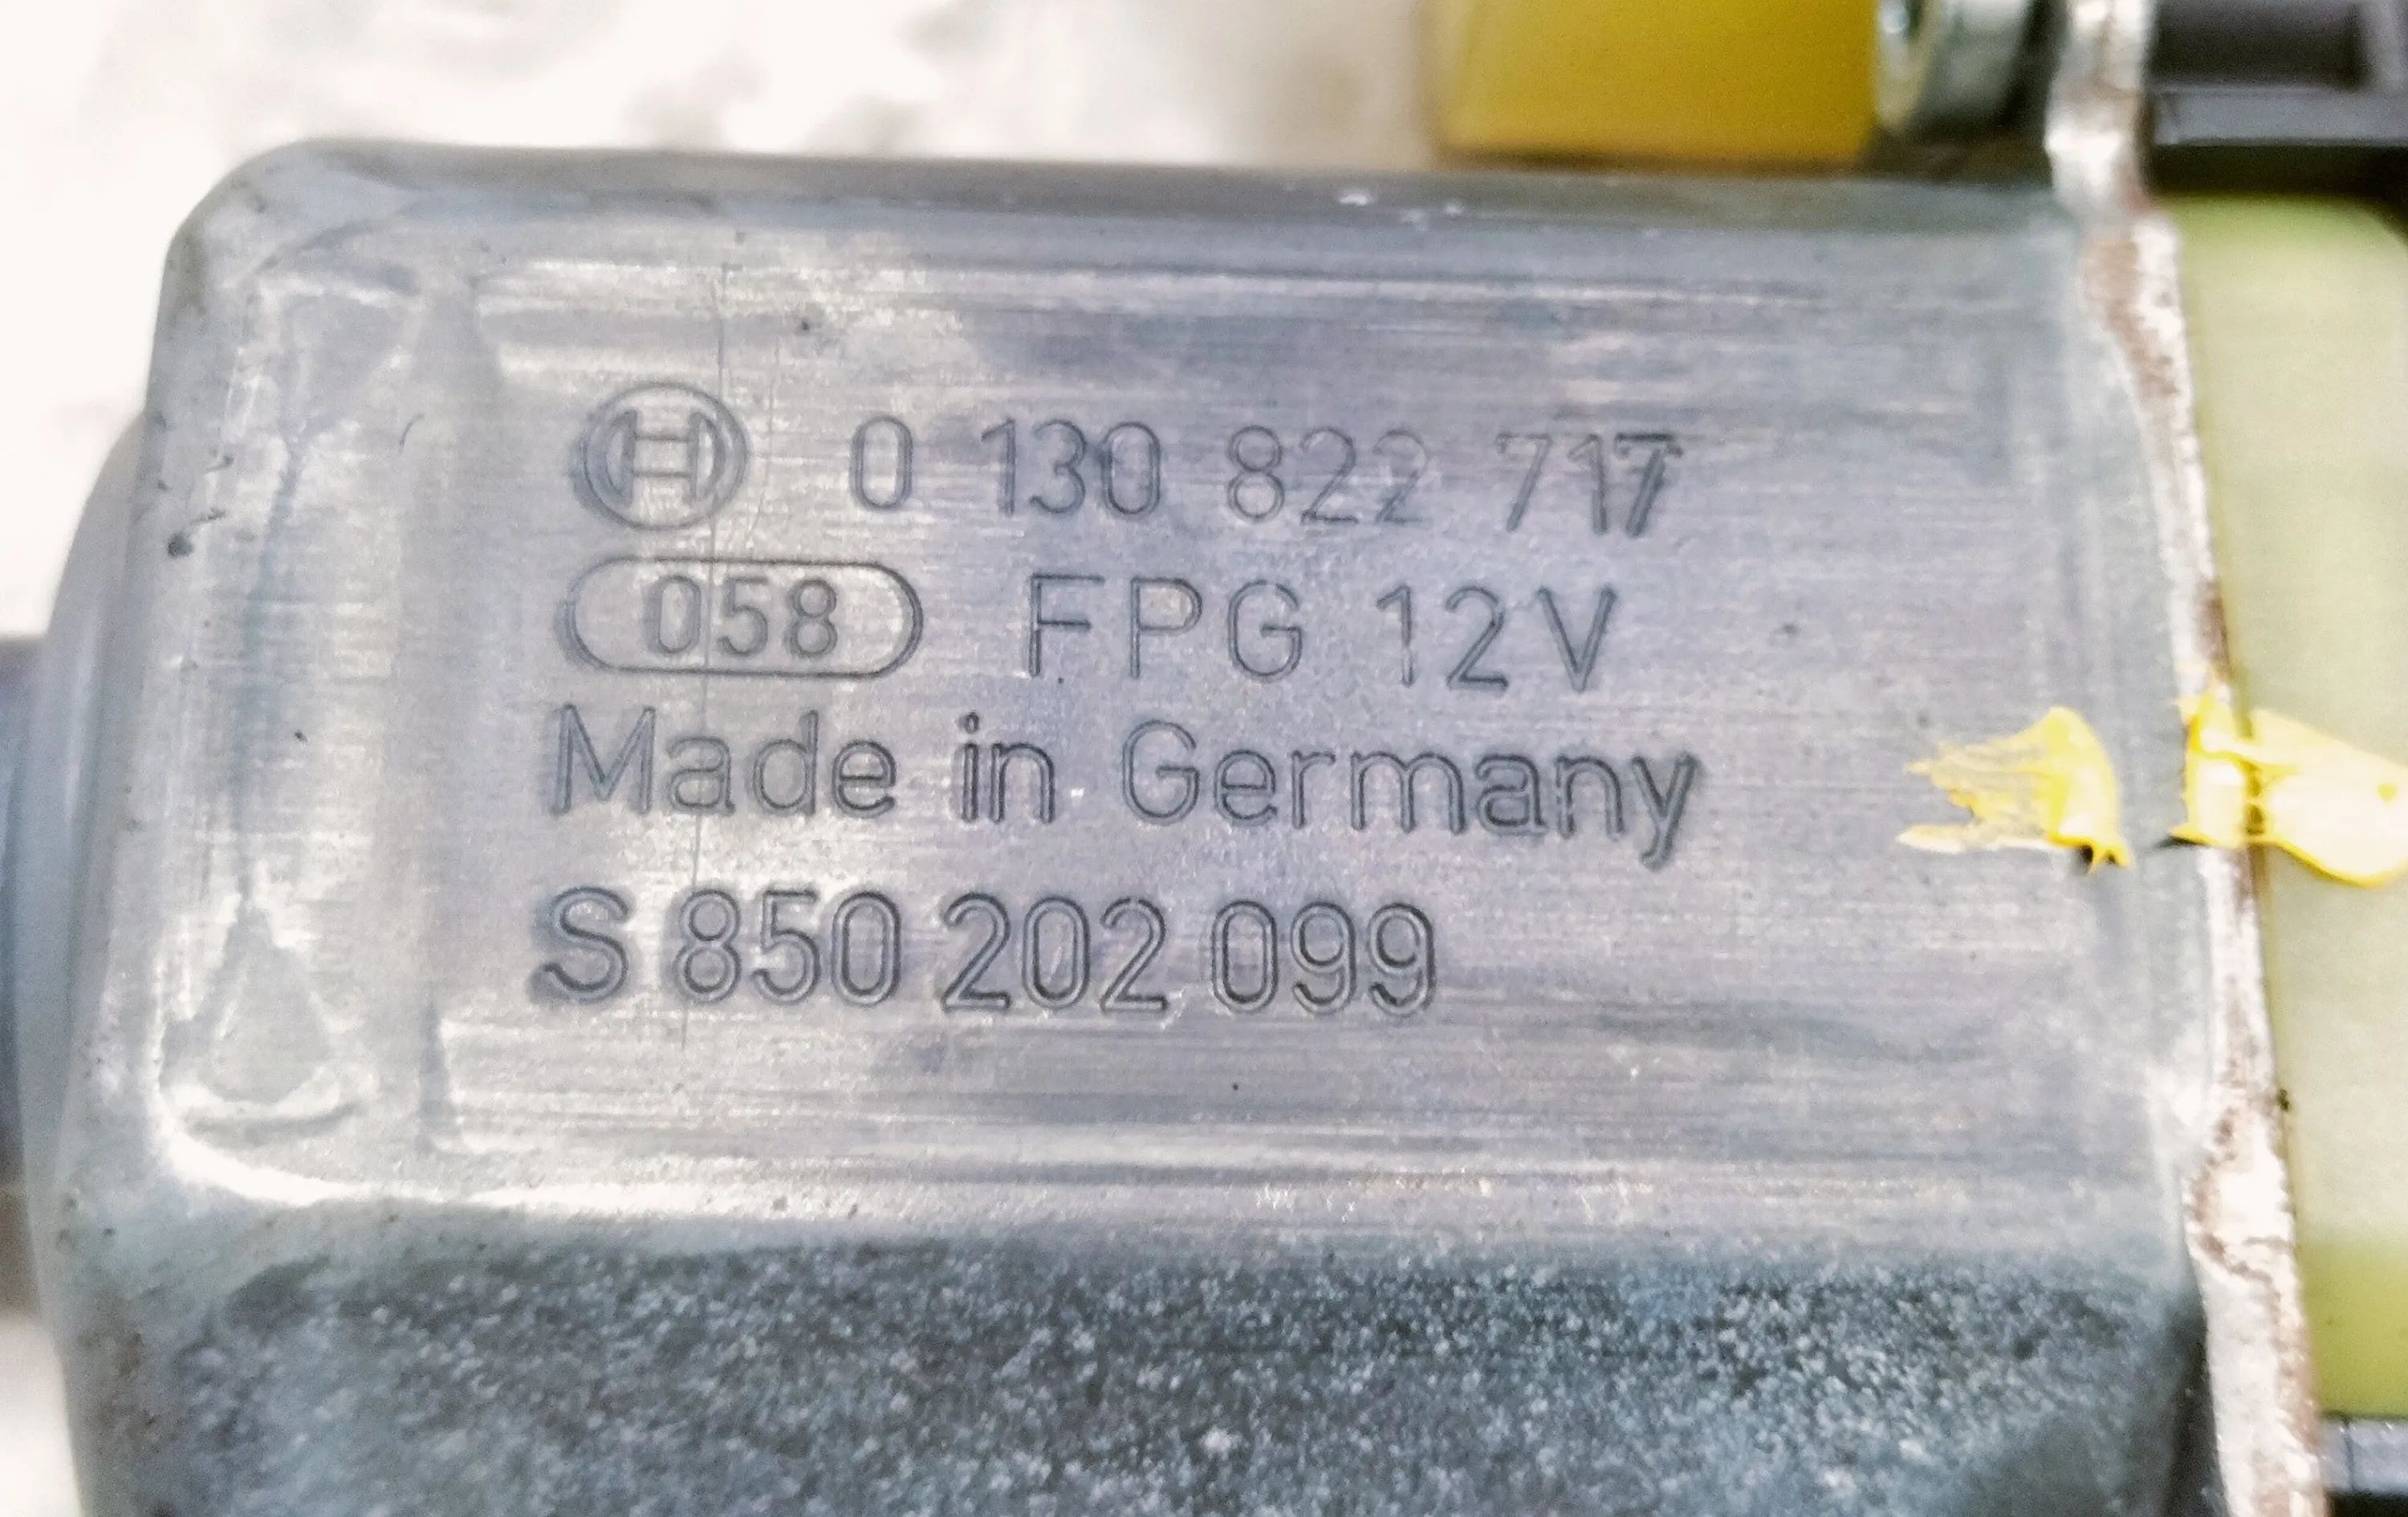 0 130 822 717
058 FPG 12V
Made in Germany
S 850 202 099